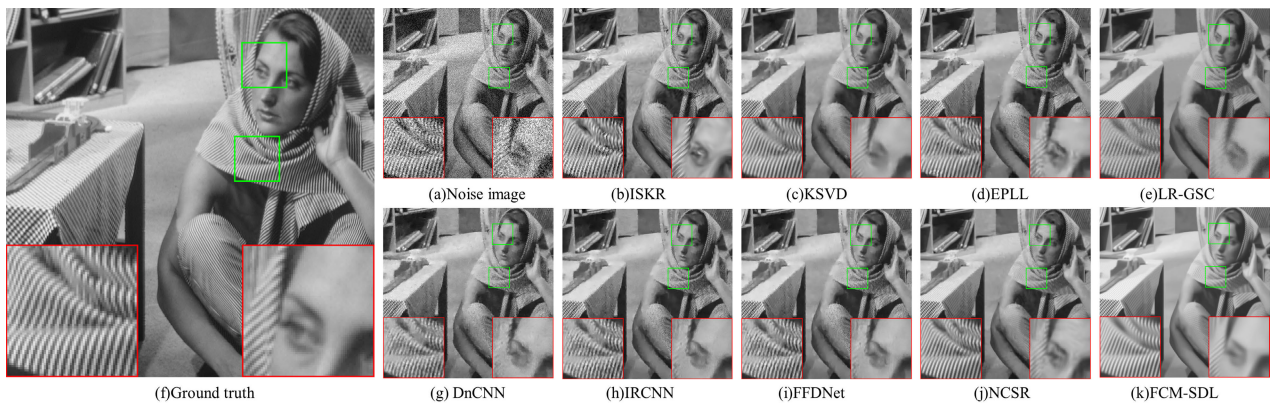 (a)Noise image
(b)ISKR
(c)KSVD
(d)EPLL
(e)LR-GSC
(f)Ground truth
(g) DnCNN
(h)IRCNN
(i)FFDNet
(j)NCSR
(k)FCM-SDL